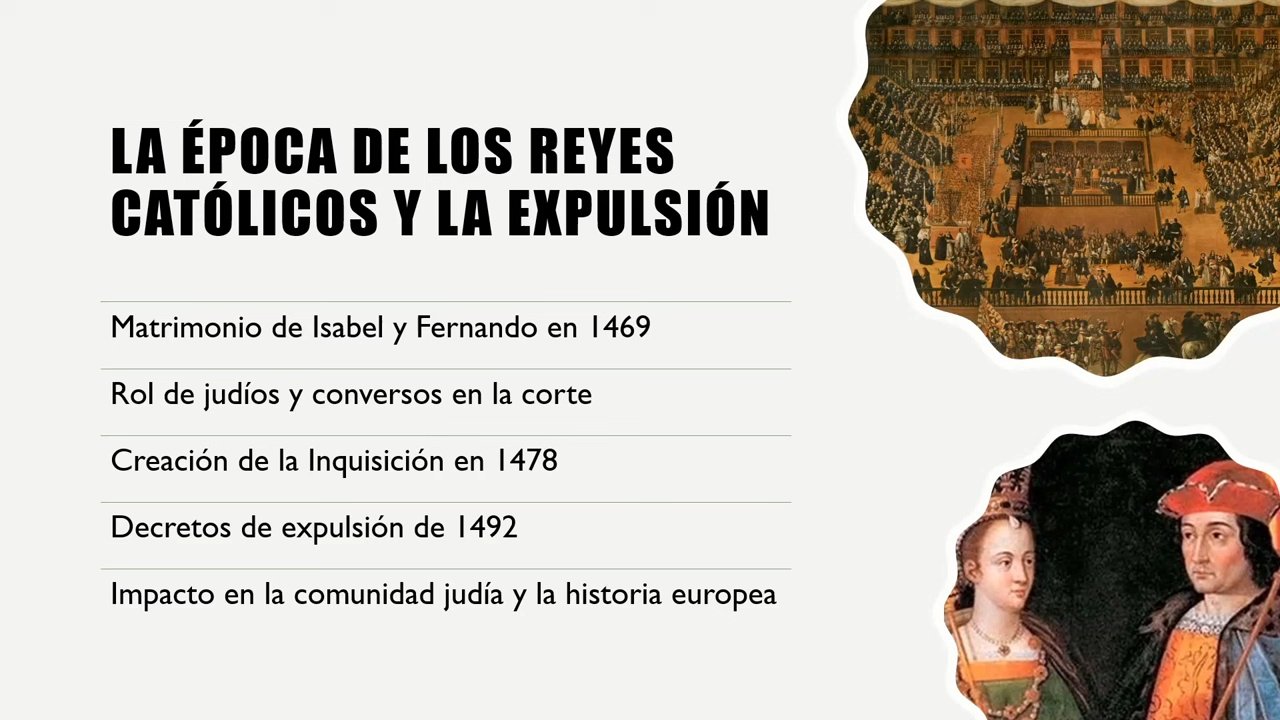 LA ÉPOCA DE LOS REYES
CATÓLICOS Y LA EXPULSIÓN
Matrimonio de Isabel y Fernando en 1469
Rol de judíos y conversos en la corte
Creación de la Inquisición en 1478
Decretos de expulsión de 1492
Impacto en la comunidad judía y la historia europea